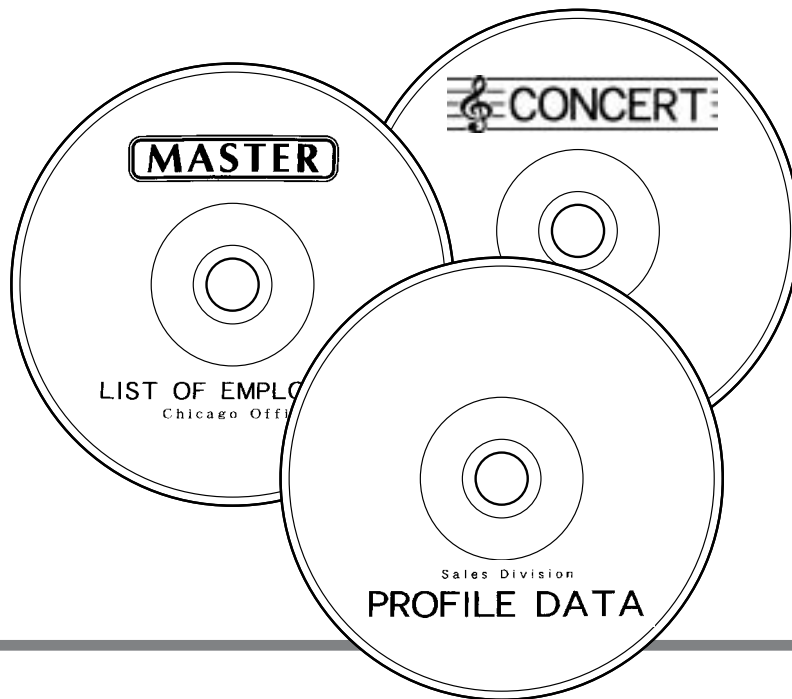 CONCERT
MASTER
LIST OF EMPLO
Chicago Offi
Sales Division
PROFILE DATA